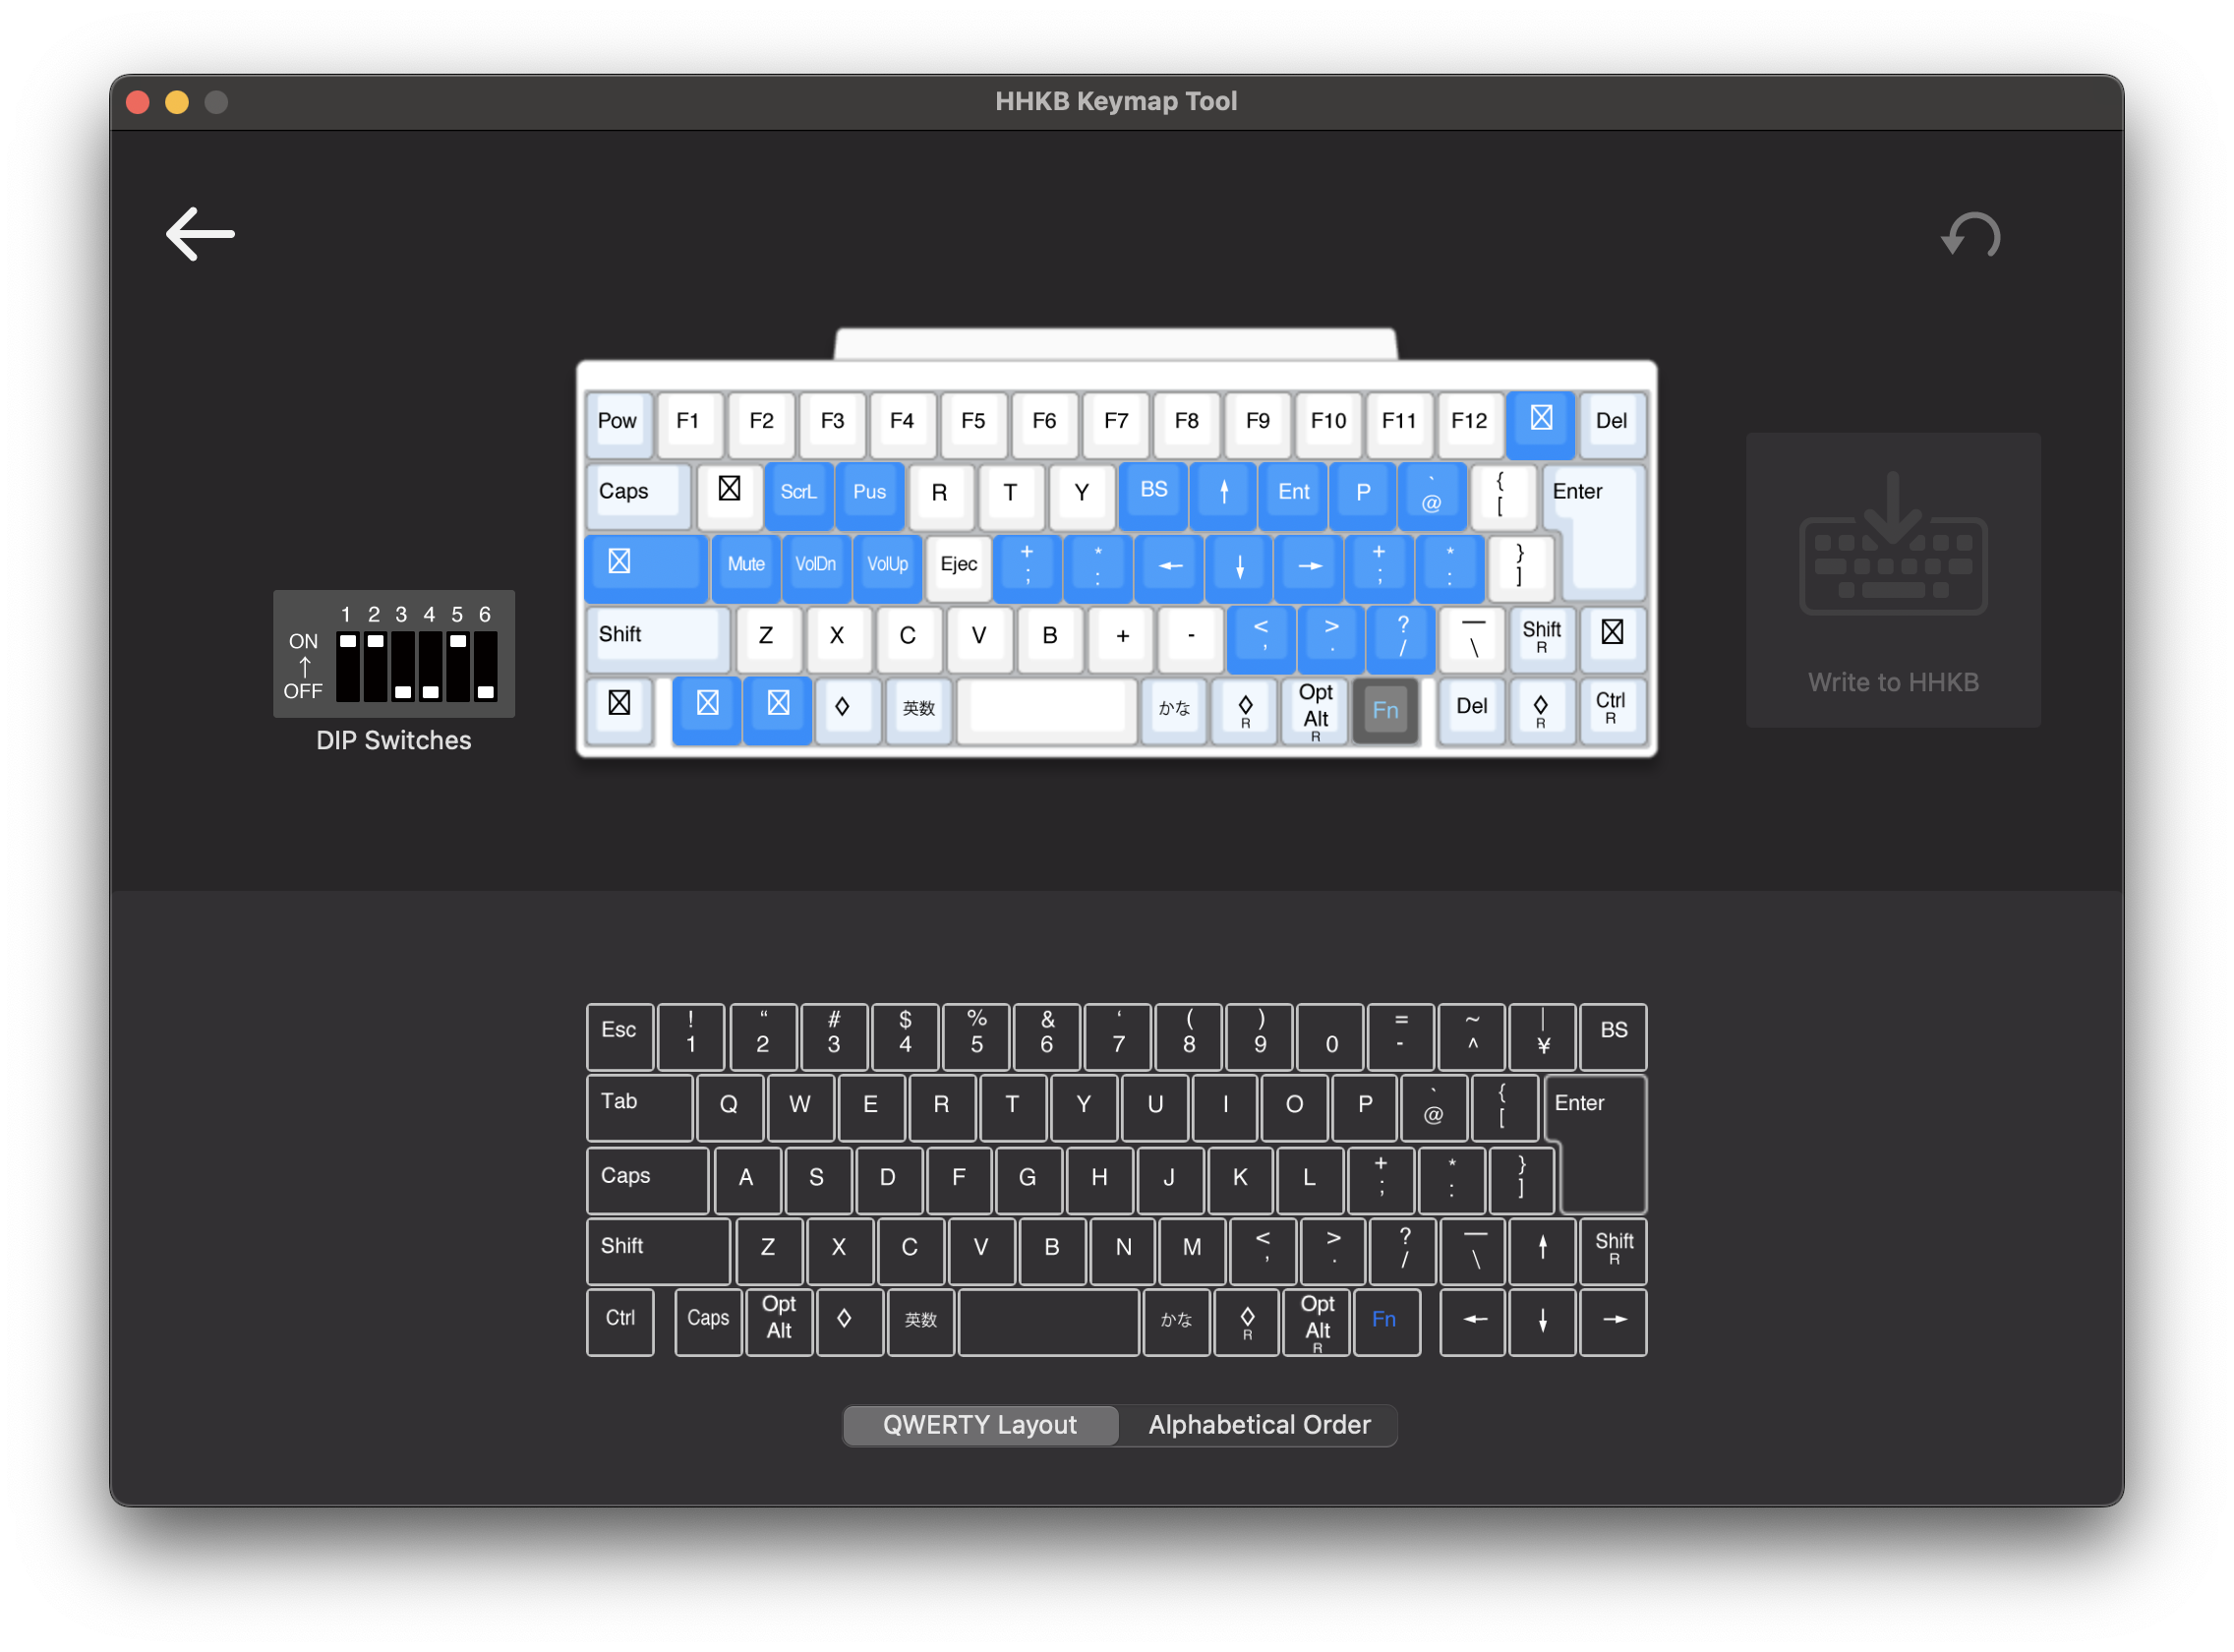 HHKB Keymap Tool
Pow F1 F2 F3 F4 F5 F6 F7 F8 F9 F10 F11 F12 Del
Caps ScrL Pus R T Y BS ↑ Ent P ` @ { [ Enter
Mute VolDn VolUp Ejec + ; * : ← ↓ → + ; * : } ]
Shift Z X C V B + - < , > . ? / — \ Shift R
◊ 英数 かな ◊ R Opt Alt R Fn Del ◊ R Ctrl R
1 2 3 4 5 6
ON
↑
OFF
DIP Switches
Write to HHKB
Esc ! 1 “ 2 # 3 $ 4 % 5 & 6 ‘ 7 ( 8 ) 9 0 = - ~ ^ | ¥ BS
Tab Q W E R T Y U I O P ` @ { [ Enter
Caps A S D F G H J K L + ; * : } ]
Shift Z X C V B N M < , > . ? / — \ ↑ Shift R
Ctrl Caps Opt Alt ◊ 英数 かな ◊ R Opt Alt R Fn ← ↓ →
QWERTY Layout Alphabetical Order